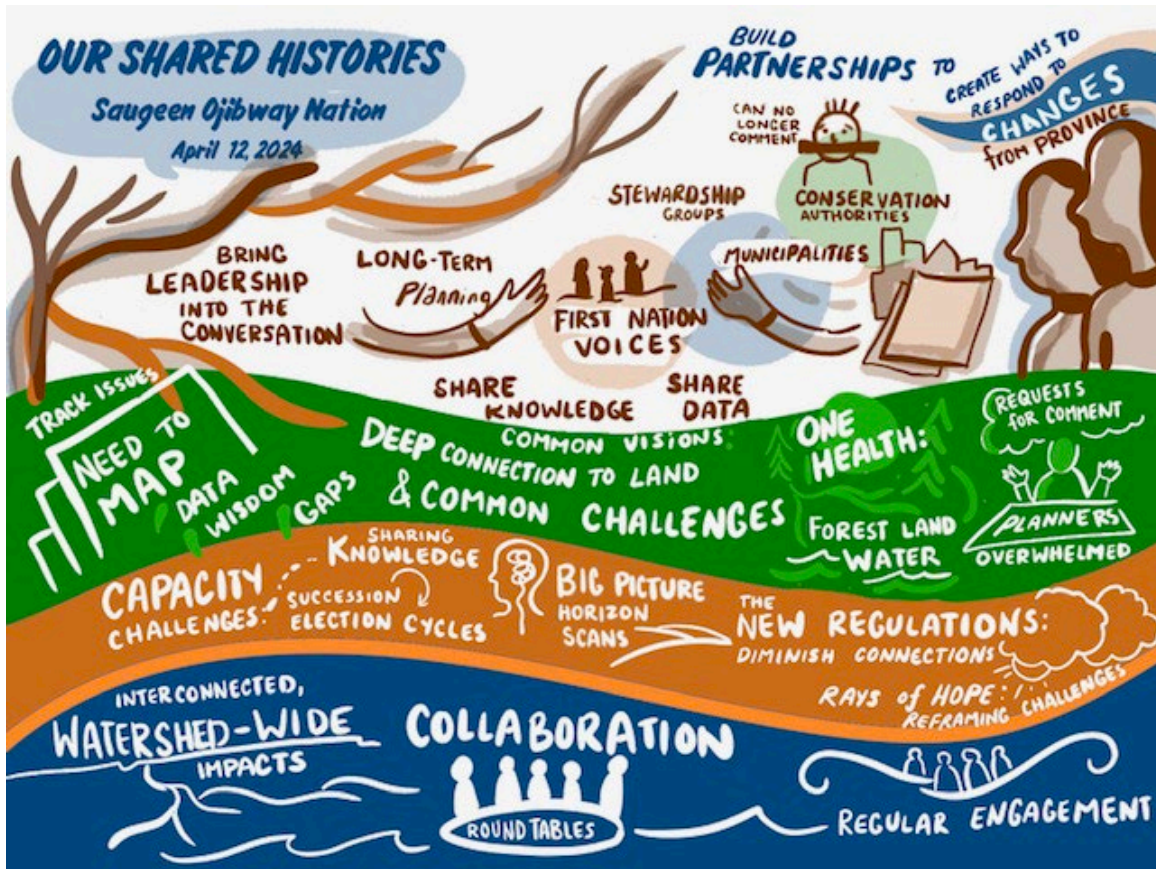 OUR SHARED HISTORIES
Saugeen Ojibway Nation
April 12, 2024
BUILD
PARTNERSHIPS TO
CREATE WAYS TO
RESPOND TO
CHANGES
from PROVINCE
CAN NO
LONGER
COMMENT
CONSERVATION
AUTHORITIES
STEWARDSHIP
GROUPS
MUNICIPALITIES
BRING
LEADERSHIP
INTO THE
CONVERSATION
LONG-TERM
Planning
FIRST NATION
VOICES
SHARE
KNOWLEDGE
SHARE
DATA
TRACK ISSUES
NEED TO
MAP
DATA
WISDOM
GAPS
COMMON VISIONS:
DEEP CONNECTION TO LAND
& COMMON CHALLENGES
ONE
HEALTH:
FOREST LAND
WATER
REQUESTS
FOR COMMENT
PLANNERS
OVERWHELMED
CAPACITY
CHALLENGES:
SHARING
KNOWLEDGE
SUCCESSION
ELECTION CYCLES
BIG PICTURE
HORIZON
SCANS
THE
NEW REGULATIONS:
DIMINISH CONNECTIONS
RAYS of HOPE:
REFRAMING CHALLENGES
INTERCONNECTED,
WATERSHED-WIDE
IMPACTS
COLLABORATION
ROUND TABLES
REGULAR ENGAGEMENT